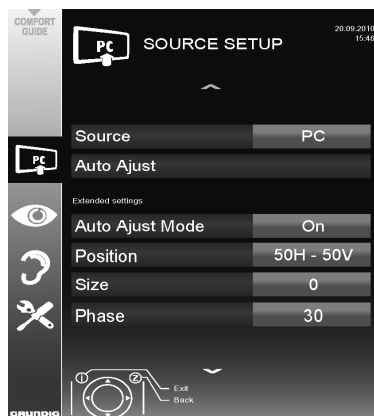 COMFORT
GUIDE
PC
SOURCE SETUP
20.09.2010
15:46
Source PC
Auto Ajust
PC
Extended settings
Auto Ajust Mode On
Position 50H - 50V
Size 0
Phase 30
Z
Exit
Back
GRUNDIG